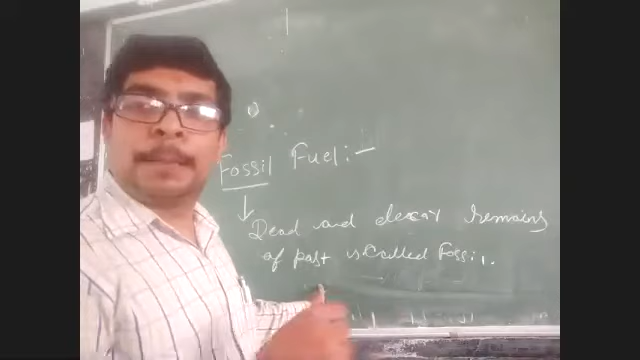 Fossil Fuel:-
Dead and decay remains
of past is called Fossil.